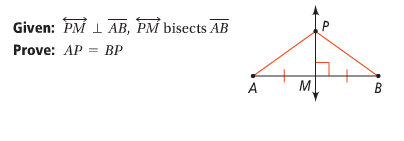 Given: PM ⊥ AB, PM bisects AB
Prove: AP = BP
P
A M B